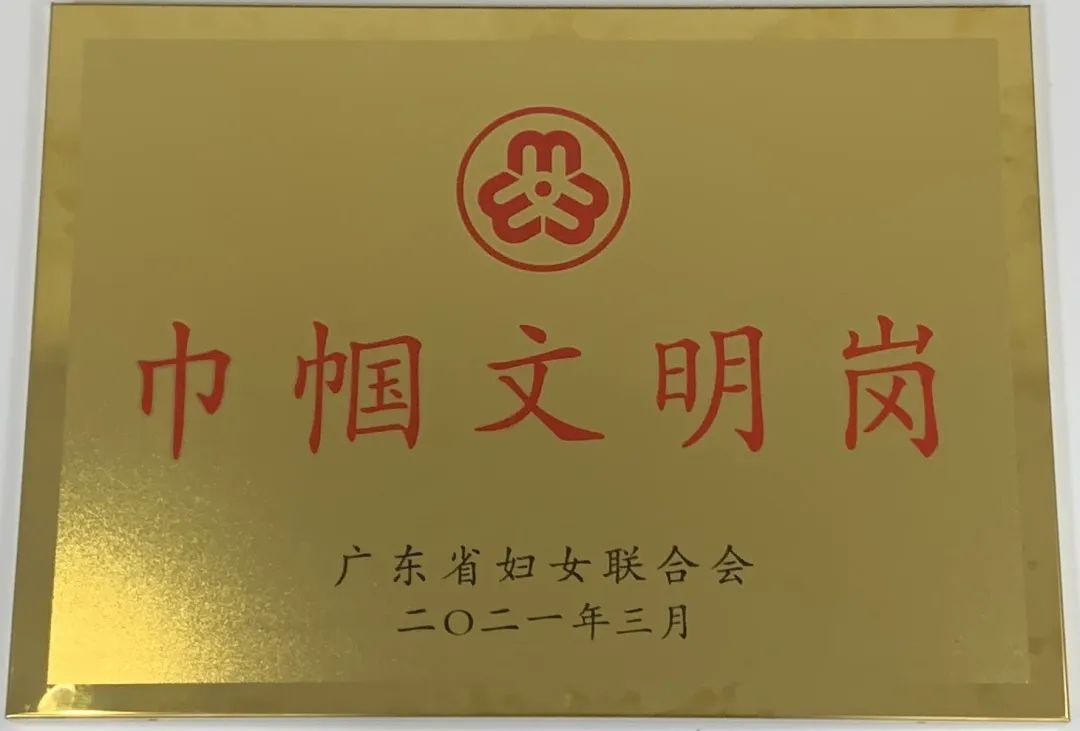 巾帼文明岗
广东省妇女联合会
二〇二一年三月